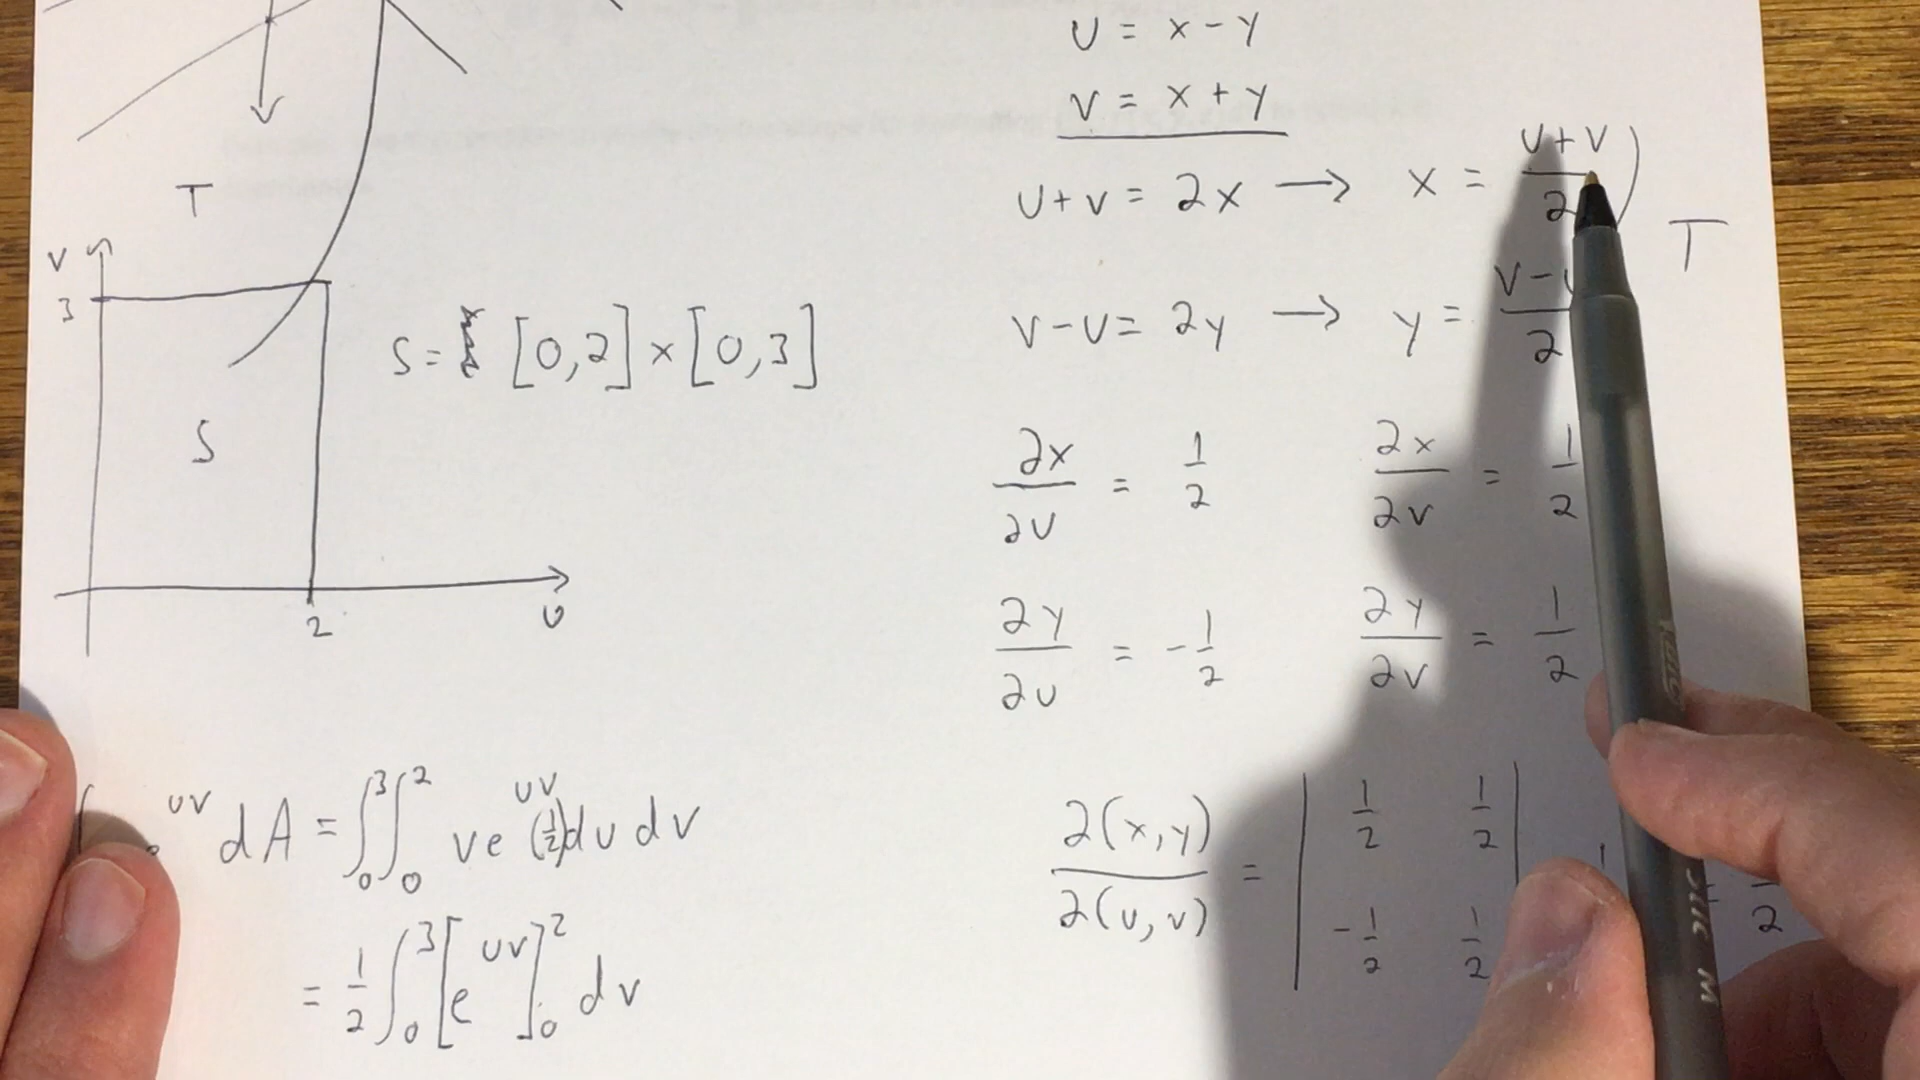 u = x - y
v = x + y
u + v = 2x → x = u+v / 2
T
T
v - u = 2y → y = v - / 2
v
3
S = [0,2] × [0,3]
S
2
u
∂x/∂u = 1/2 ∂x/∂v = 1/2
∂y/∂u = -1/2 ∂y/∂v = 1/2
uv dA = ∫₀³ ∫₀² v e^uv (1/2) du dv
= 1/2 ∫₀³ [e^uv]₀² dv
∂(x,y)/∂(u,v) = | 1/2 1/2 |
| -1/2 1/2 | = 1/2